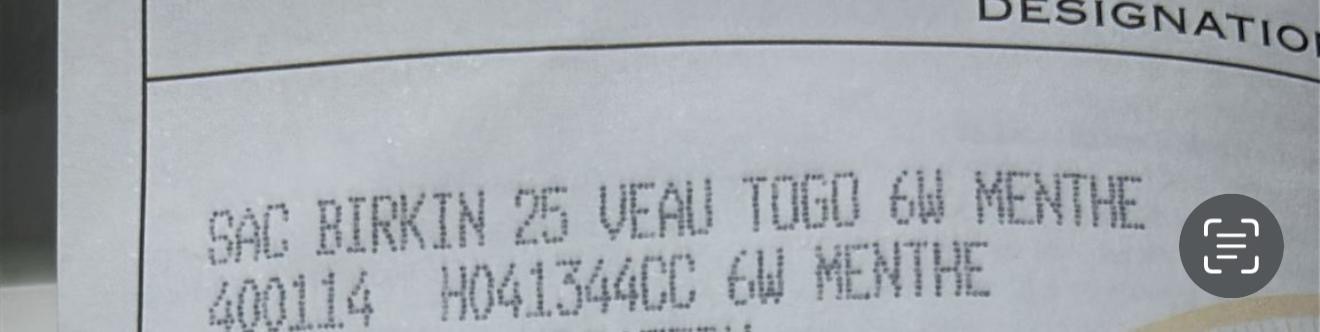 DESIGNATIO
SAC BIRKIN 25 VEAU TOGO 6W MENTHE
400114 H041344CC 6W MENTHE